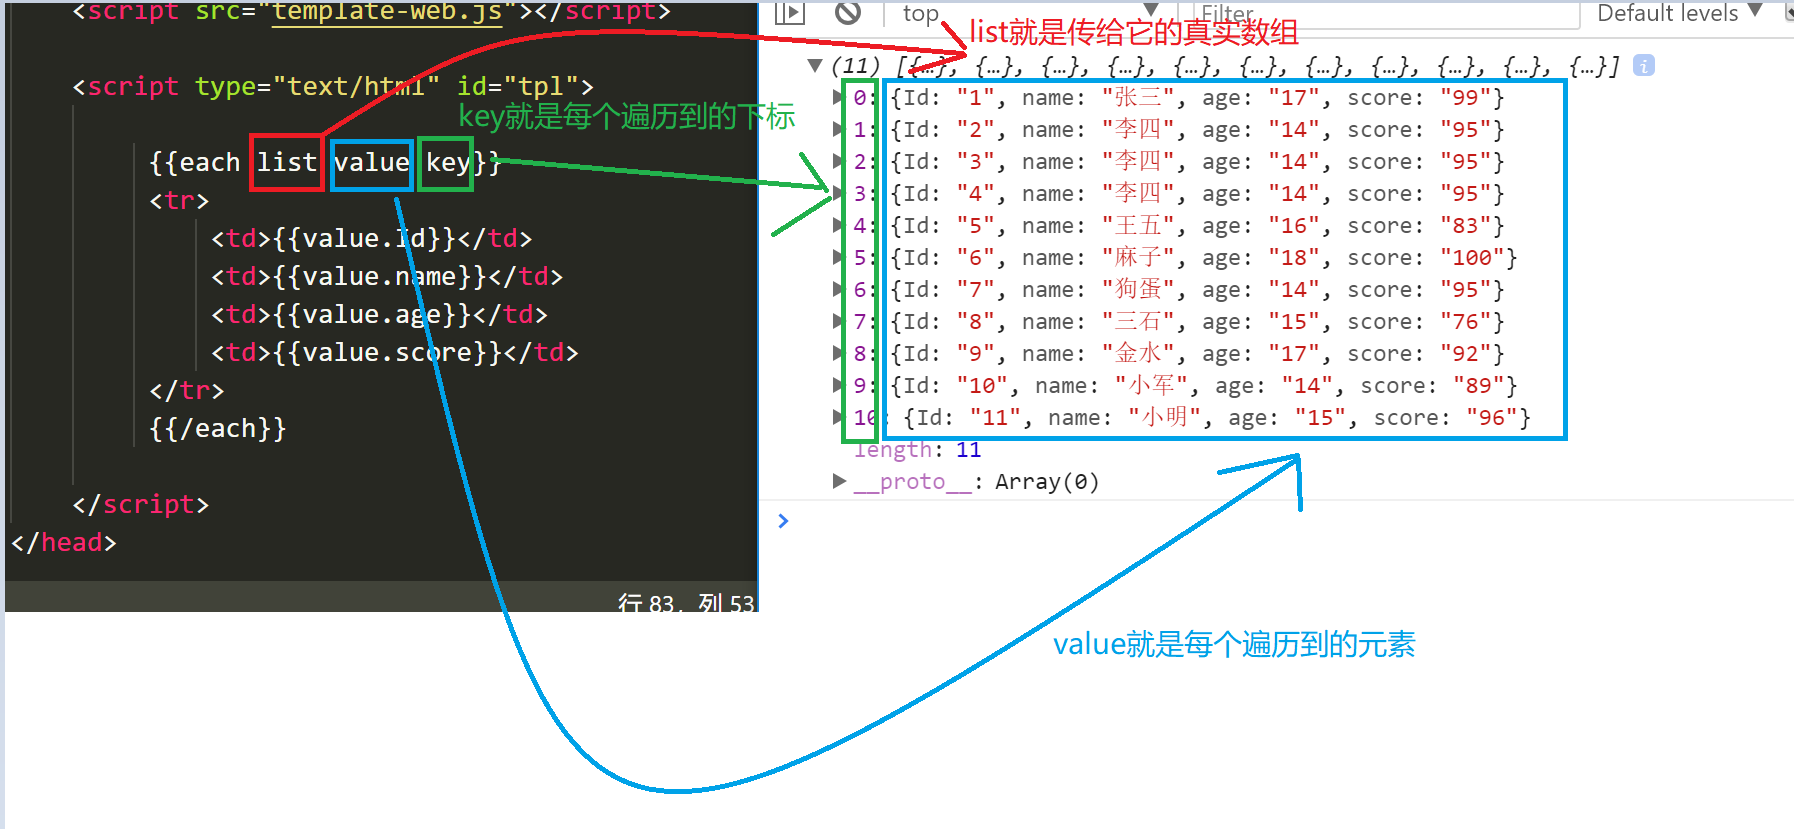 <script src="template-web.js"></script>
<script type="text/html" id="tpl">
{{each list value key}}
<tr>
<td>{{value.Id}}</td>
<td>{{value.name}}</td>
<td>{{value.age}}</td>
<td>{{value.score}}</td>
</tr>
{{/each}}
</script>
</head>
行 83, 列 53
key就是每个遍历到的下标
top
Filter
Default levels
list就是传给它的真实数组
(11) [{…}, {…}, {…}, {…}, {…}, {…}, {…}, {…}, {…}, {…}, {…}]
0: {Id: "1", name: "张三", age: "17", score: "99"}
1: {Id: "2", name: "李四", age: "14", score: "95"}
2: {Id: "3", name: "李四", age: "14", score: "95"}
3: {Id: "4", name: "李四", age: "14", score: "95"}
4: {Id: "5", name: "王五", age: "16", score: "83"}
5: {Id: "6", name: "麻子", age: "18", score: "100"}
6: {Id: "7", name: "狗蛋", age: "14", score: "95"}
7: {Id: "8", name: "三石", age: "15", score: "76"}
8: {Id: "9", name: "金水", age: "17", score: "92"}
9: {Id: "10", name: "小军", age: "14", score: "89"}
10: {Id: "11", name: "小明", age: "15", score: "96"}
length: 11
__proto__: Array(0)
value就是每个遍历到的元素